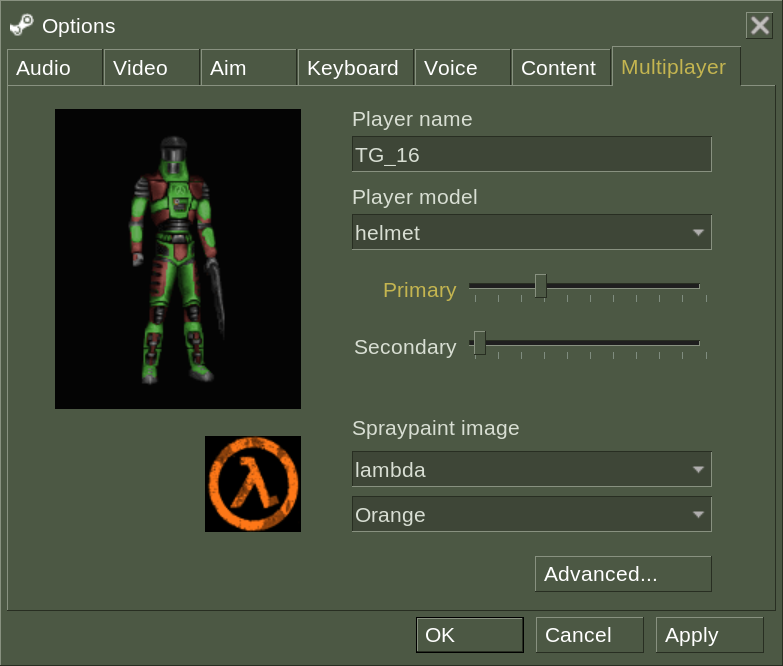 Options
Audio Video Aim Keyboard Voice Content Multiplayer
Player name
TG_16
Player model
helmet
Primary
Secondary
Spraypaint image
lambda
Orange
Advanced...
OK Cancel Apply